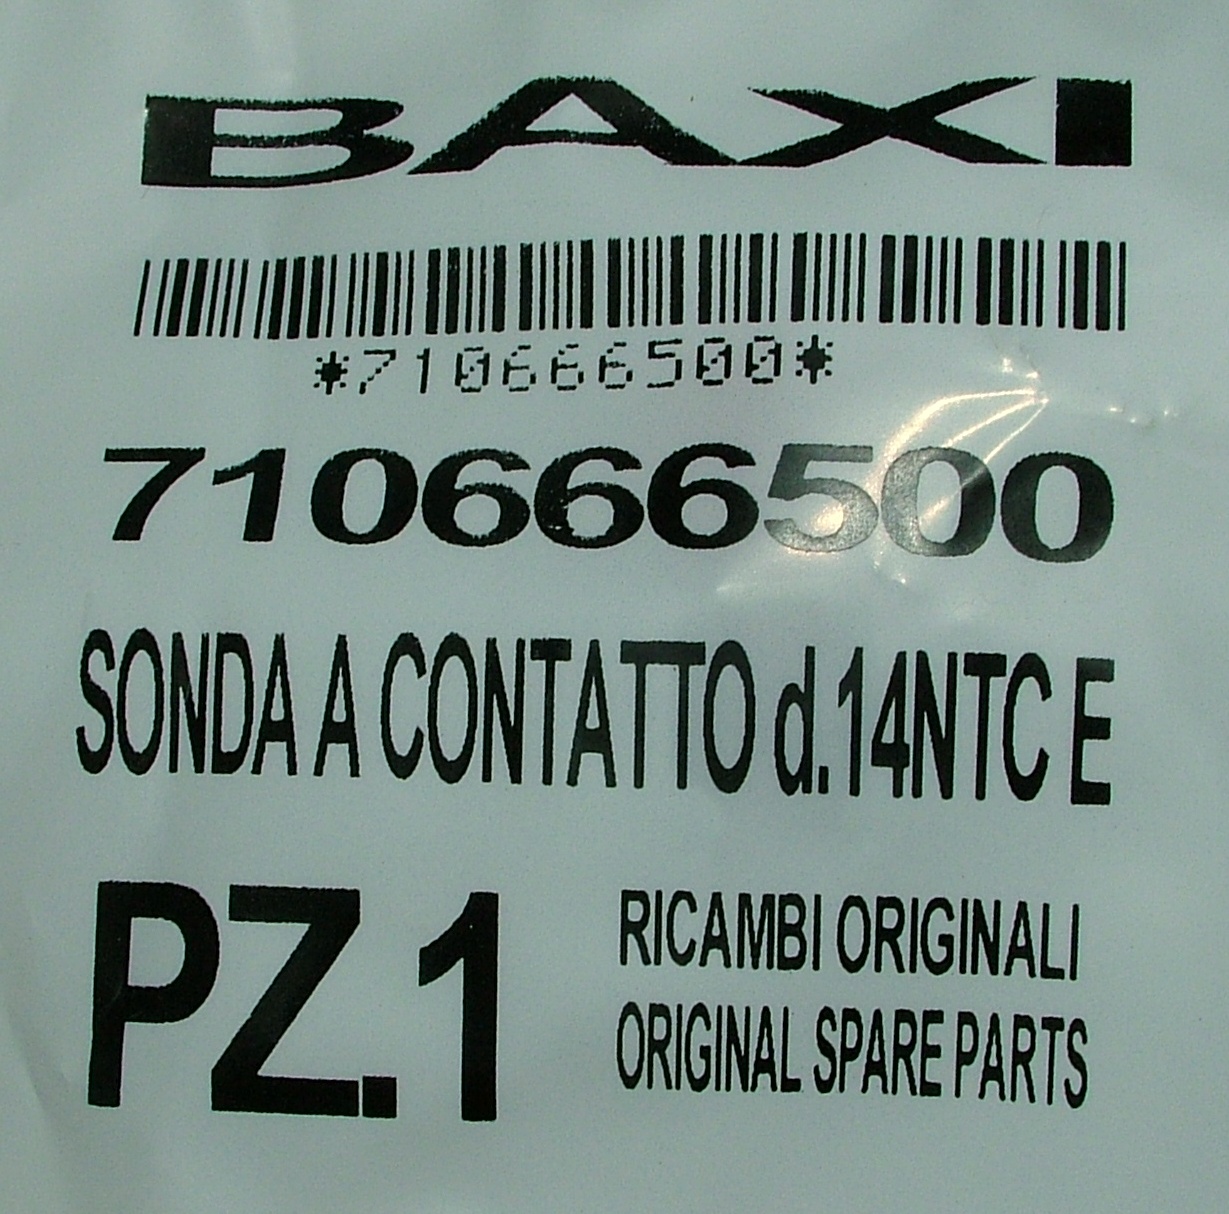 BAXI
*710666500*
710666500
SONDA A CONTATTO d.14NTC E
PZ.1
RICAMBI ORIGINALI
ORIGINAL SPARE PARTS